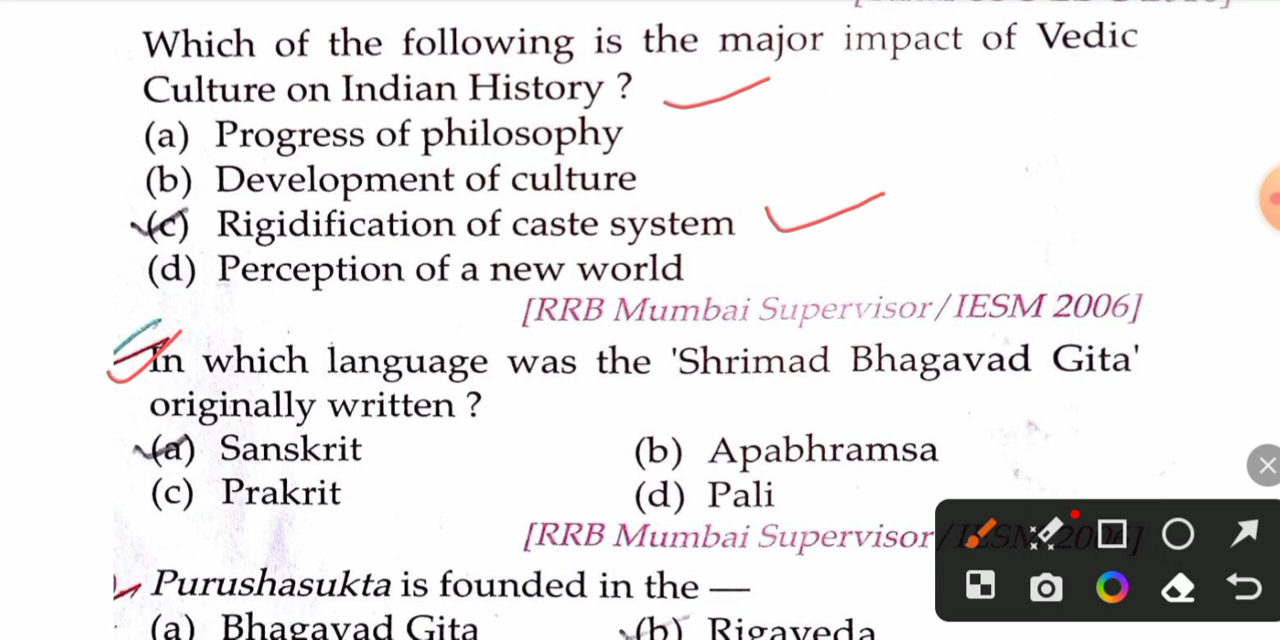 Which of the following is the major impact of Vedic
Culture on Indian History ?
(a) Progress of philosophy
(b) Development of culture
(c) Rigidification of caste system
(d) Perception of a new world
[RRB Mumbai Supervisor/IESM 2006]
In which language was the 'Shrimad Bhagavad Gita'
originally written ?
(a) Sanskrit (b) Apabhramsa
(c) Prakrit (d) Pali
[RRB Mumbai Supervisor/IESM 2006]
Purushasukta is founded in the —
(a) Bhagavad Gita (b) Rigaveda